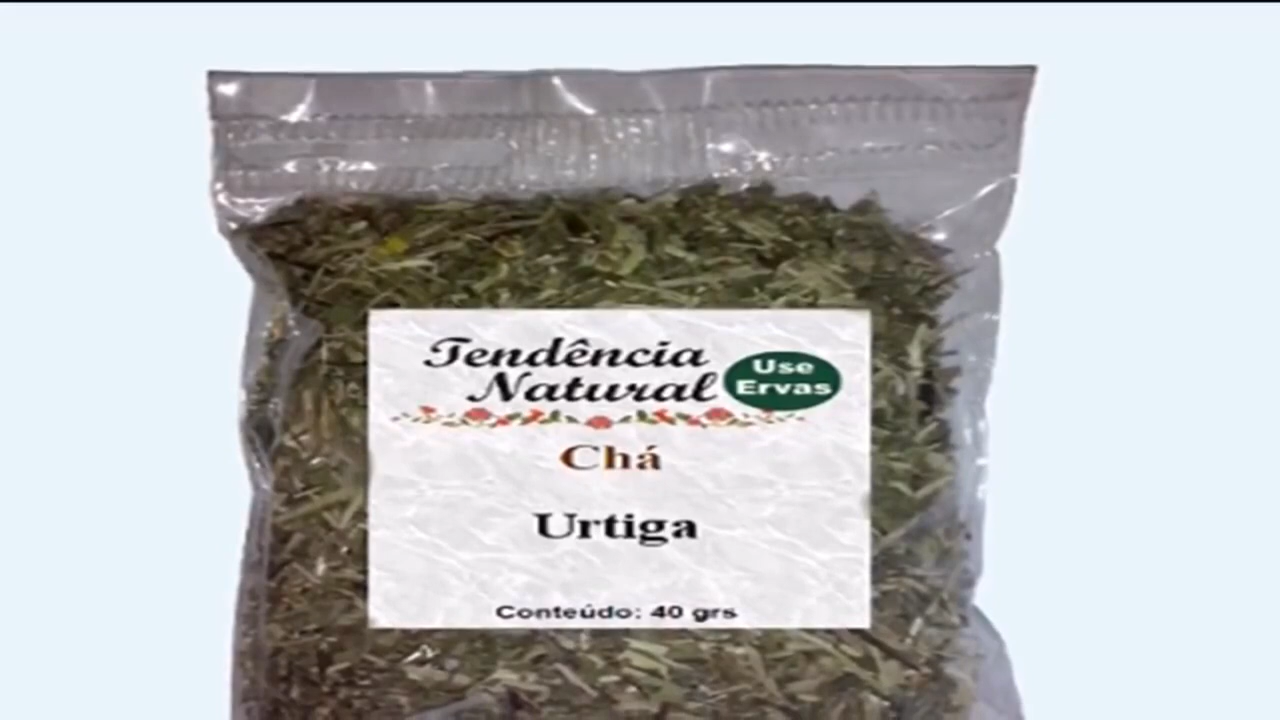 Tendência
Natural
Use
Ervas
Chá
Urtiga
Conteúdo: 40 grs